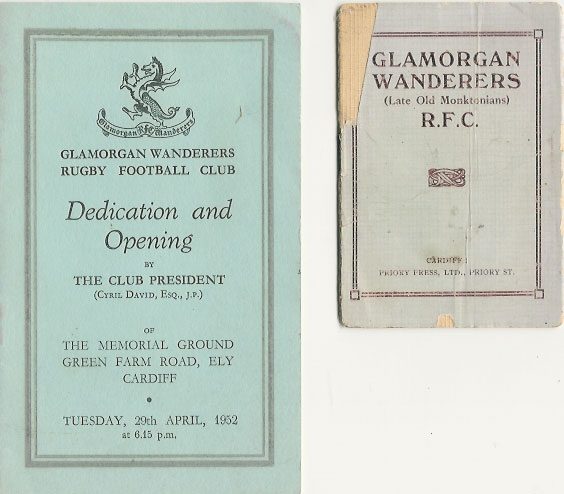 Glamorgan R.F.C. Wanderers
GLAMORGAN WANDERERS
RUGBY FOOTBALL CLUB
Dedication and
Opening
BY
THE CLUB PRESIDENT
(CYRIL DAVID, ESQ., J.P.)
OF
THE MEMORIAL GROUND
GREEN FARM ROAD, ELY
CARDIFF
TUESDAY, 29th APRIL, 1952
at 6.15 p.m.
GLAMORGAN
WANDERERS
(Late Old Monktonians)
R.F.C.
CARDIFF:
PRIORY PRESS, LTD., PRIORY ST.